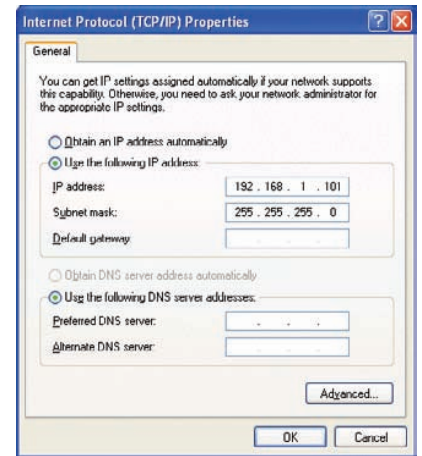 Internet Protocol (TCP/IP) Properties
General
You can get IP settings assigned automatically if your network supports
this capability. Otherwise, you need to ask your network administrator for
the appropriate IP settings.
Obtain an IP address automatically
Use the following IP address:
IP address: 192 . 168 . 1 . 101
Subnet mask: 255 . 255 . 255 . 0
Default gateway: . . .
Obtain DNS server address automatically
Use the following DNS server addresses:
Preferred DNS server: . . .
Alternate DNS server: . . .
Advanced...
OK Cancel